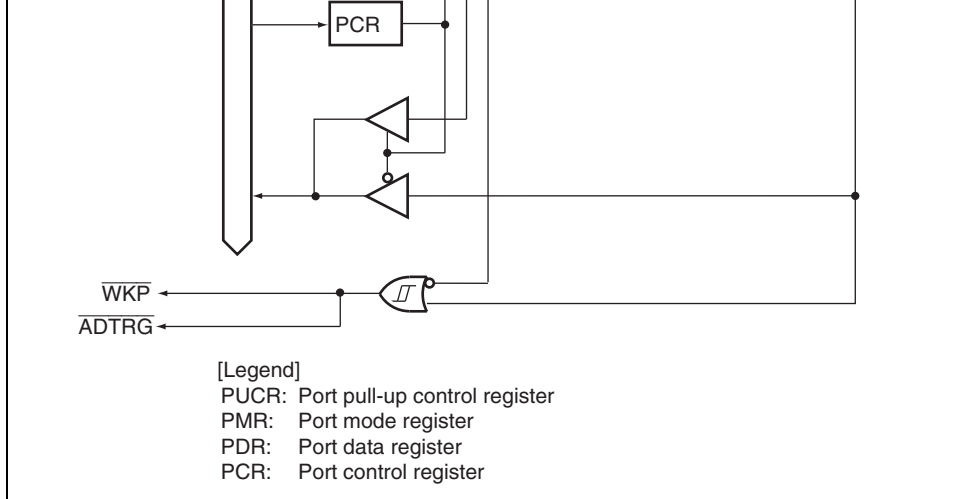 PCR
WKP
ADTRG
[Legend]
PUCR: Port pull-up control register
PMR: Port mode register
PDR: Port data register
PCR: Port control register